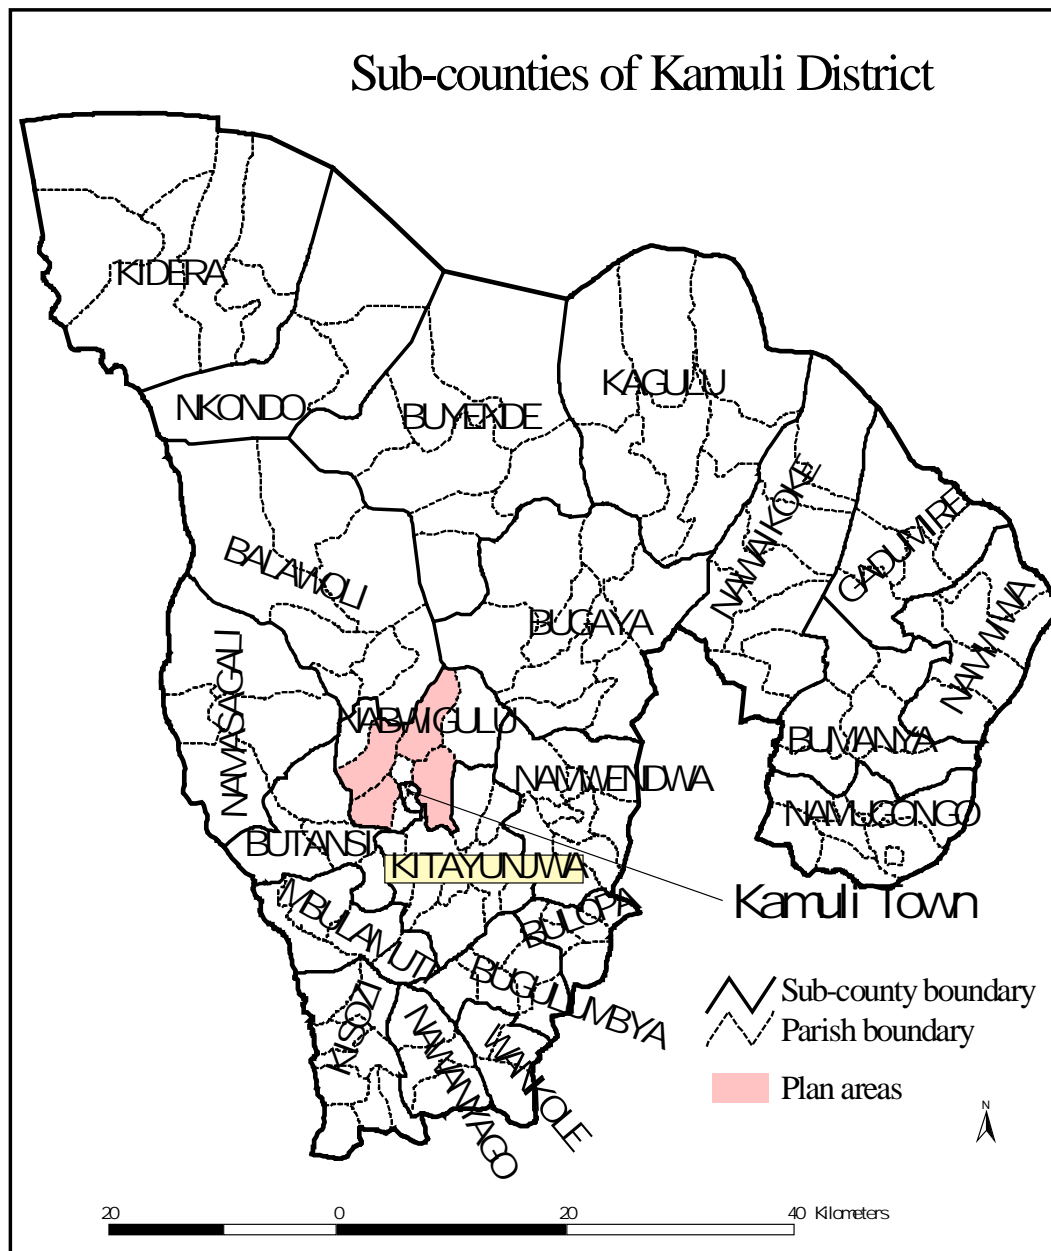 Sub-counties of Kamuli District
KIDERA
NKONDO
BUYENDE
KAGULU
NAWAIKOKE
GADUMIRE
NAWIWA
BALAWOLI
BUGAYA
NAMASAGALI
NABWIGULU
BUMANYA
NAMWENDWA
NAMUGONGO
BUTANSI
KITAYUNJWA
Kamuli Town
MBULAMUTI
BULOPA
BUGULUMBYA
KISOZI
NAWANYAGO
WANKOLE
Sub-county boundary
Parish boundary
Plan areas
N
20 0 20 40 Kilometers